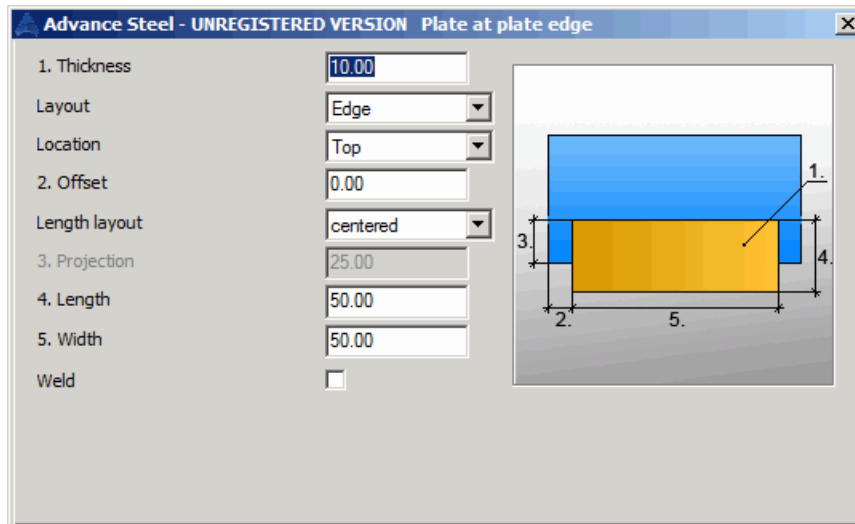 Advance Steel - UNREGISTERED VERSION Plate at plate edge
1. Thickness 10.00
Layout Edge
Location Top
2. Offset 0.00
Length layout centered
3. Projection 25.00
4. Length 50.00
5. Width 50.00
Weld
1.
3.
4.
2.
5.